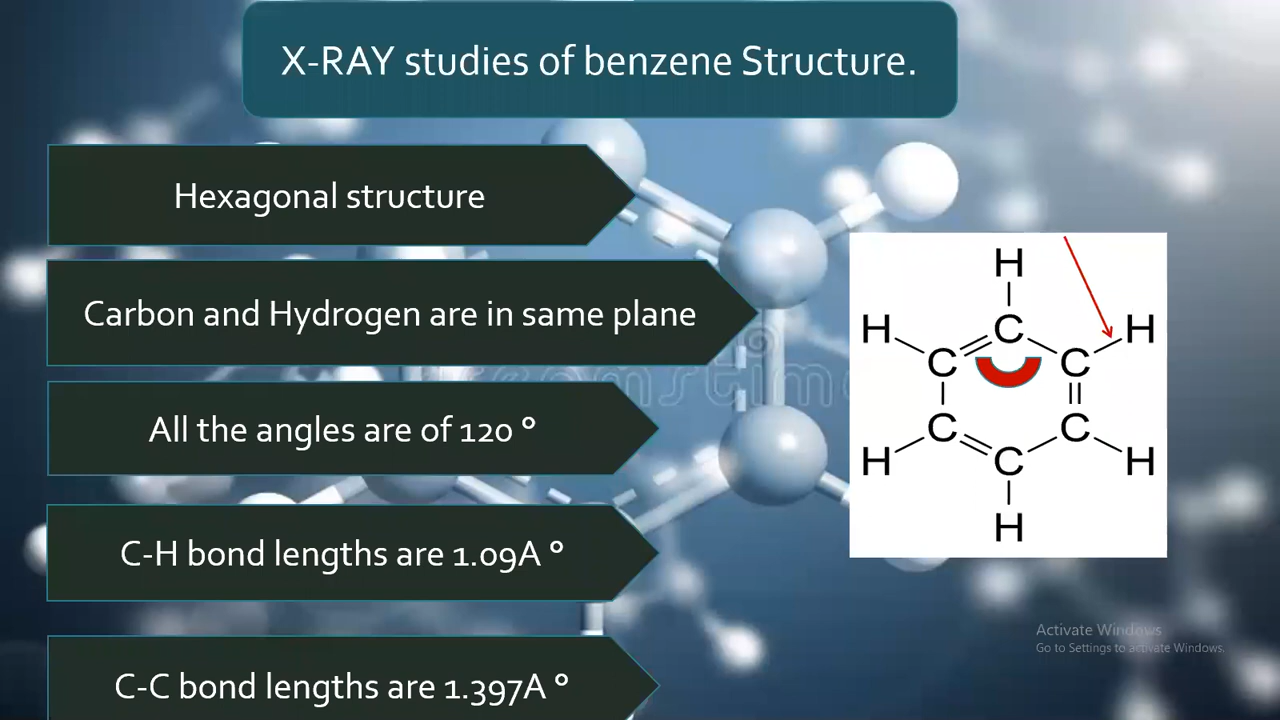 X-RAY studies of benzene Structure.
Hexagonal structure
Carbon and Hydrogen are in same plane
All the angles are of 120 °
C-H bond lengths are 1.09A °
C-C bond lengths are 1.397A °
H
H C H
C C
C C
H C H
H
Activate Windows
Go to Settings to activate Windows.